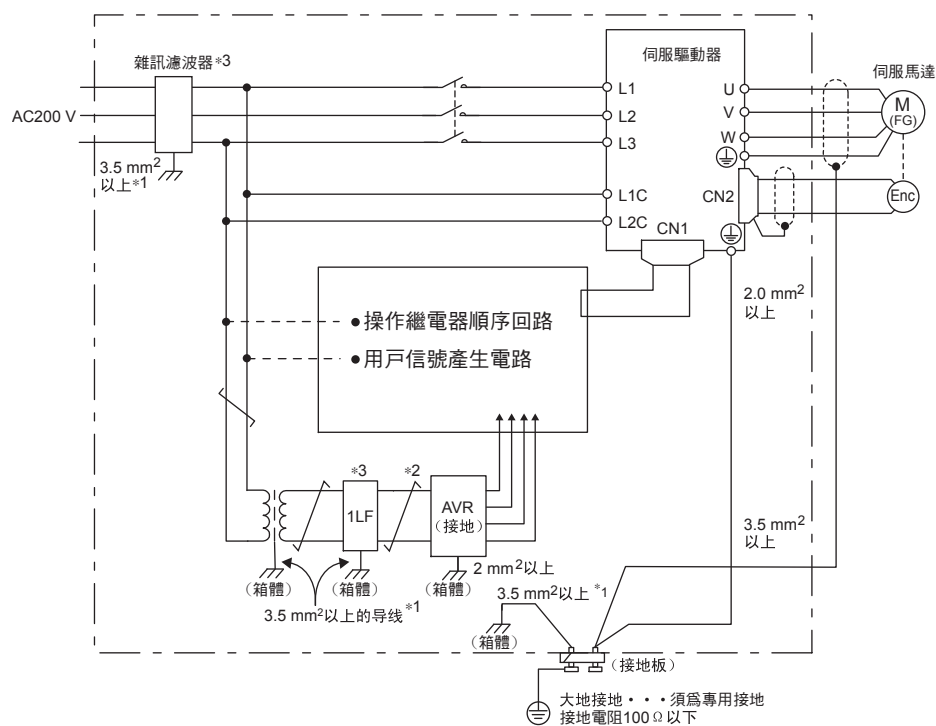 雜訊濾波器*3
AC200 V
3.5 mm²
以上*1
伺服驅動器
L1
L2
L3
L1C
L2C
U
V
W
CN2
CN1
伺服馬達
M
(FG)
Enc
2.0 mm²
以上
●操作繼電器順序回路
●用戸信號產生電路
*3
*2
1LF
AVR
（接地）
（箱體）
（箱體）
（箱體）
2 mm²以上
3.5 mm²以上的导线*1
3.5 mm²以上*1
3.5 mm²
以上
（箱體）
（接地板）
大地接地・・・須爲專用接地
接地電阻100Ω以下